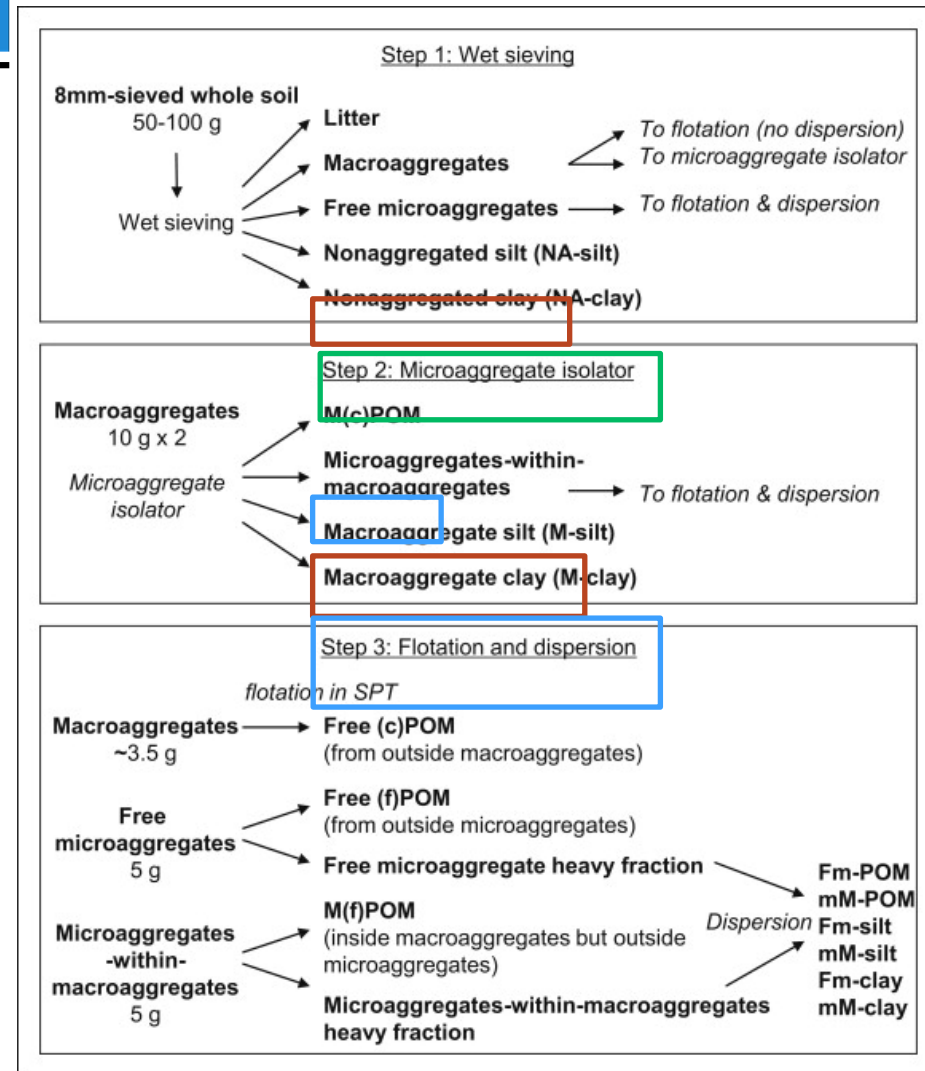 Step 1: Wet sieving
8mm-sieved whole soil
50-100 g
Wet sieving
Litter
Macroaggregates
To flotation (no dispersion)
To microaggregate isolator
Free microaggregates
To flotation & dispersion
Nonaggregated silt (NA-silt)
Nonaggregated clay (NA-clay)
Step 2: Microaggregate isolator
Macroaggregates
10 g x 2
Microaggregate
isolator
M(c)POM
Microaggregates-within-
macroaggregates
To flotation & dispersion
Macroaggregate silt (M-silt)
Macroaggregate clay (M-clay)
Step 3: Flotation and dispersion
flotation in SPT
Macroaggregates
~3.5 g
Free (c)POM
(from outside macroaggregates)
Free
microaggregates
5 g
Free (f)POM
(from outside microaggregates)
Free microaggregate heavy fraction
Microaggregates
-within-
macroaggregates
5 g
M(f)POM
(inside macroaggregates but outside
microaggregates)
Microaggregates-within-macroaggregates
heavy fraction
Dispersion
Fm-POM
mM-POM
Fm-silt
mM-silt
Fm-clay
mM-clay